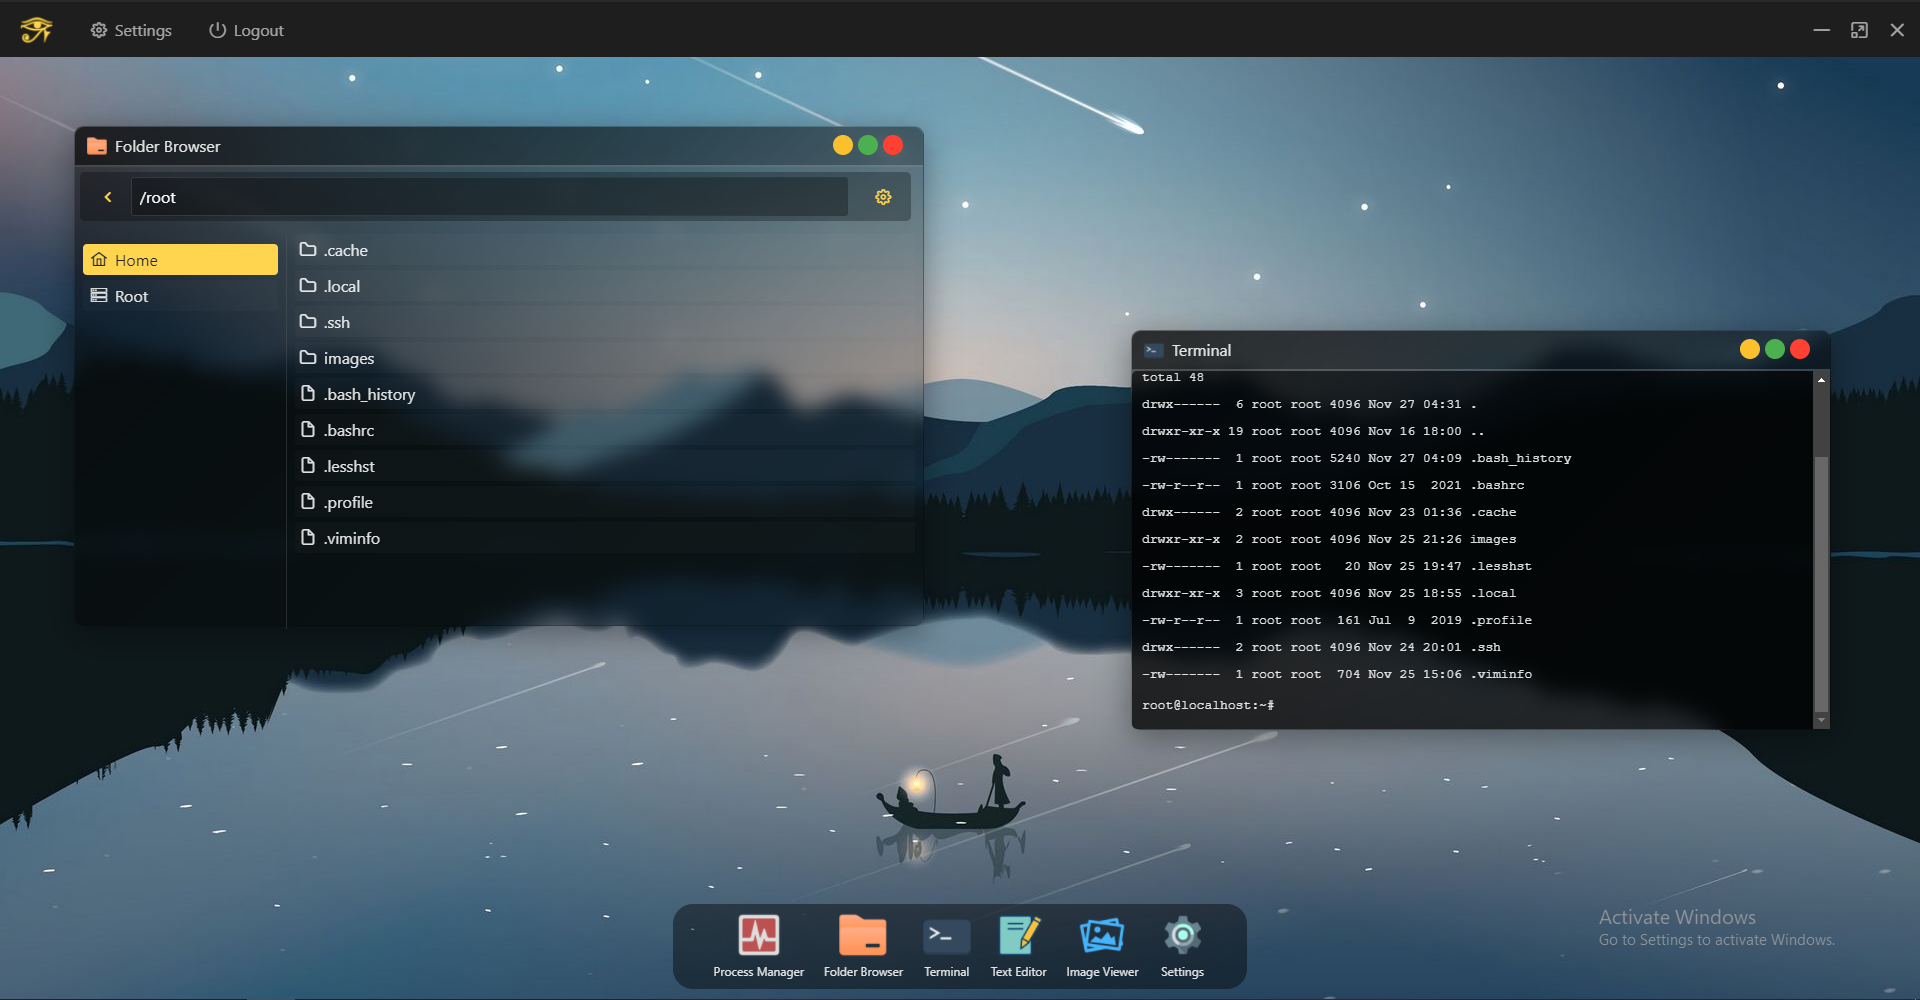 Settings
Logout
Folder Browser
/root
Home
Root
.cache
.local
.ssh
images
.bash_history
.bashrc
.lesshst
.profile
.viminfo
Terminal
total 48
drwx------  6 root root 4096 Nov 27 04:31 .
drwxr-xr-x 19 root root 4096 Nov 16 18:00 ..
-rw-------  1 root root 5240 Nov 27 04:09 .bash_history
-rw-r--r--  1 root root 3106 Oct 15  2021 .bashrc
drwx------  2 root root 4096 Nov 23 01:36 .cache
drwxr-xr-x  2 root root 4096 Nov 25 21:26 images
-rw-------  1 root root   20 Nov 25 19:47 .lesshst
drwxr-xr-x  3 root root 4096 Nov 25 18:55 .local
-rw-r--r--  1 root root  161 Jul  9  2019 .profile
drwx------  2 root root 4096 Nov 24 20:01 .ssh
-rw-------  1 root root  704 Nov 25 15:06 .viminfo
root@localhost:~#
Process Manager
Folder Browser
Terminal
Text Editor
Image Viewer
Settings
Activate Windows
Go to Settings to activate Windows.